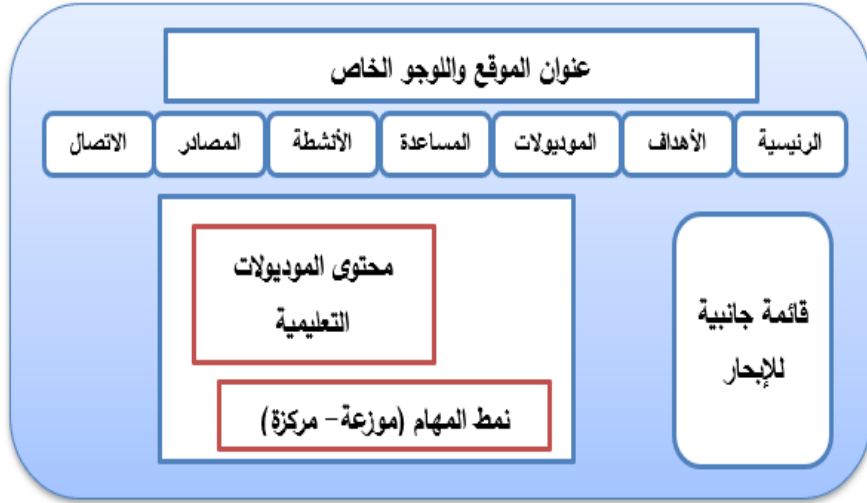 عنوان الموقع واللوجو الخاص
الرئيسية
الأهداف
الموديولات
المساعدة
الأنشطة
المصادر
الاتصال
قائمة جانبية
للإبحار
محتوى الموديولات
التعليمية
نمط المهام (موزعة- مركزة)